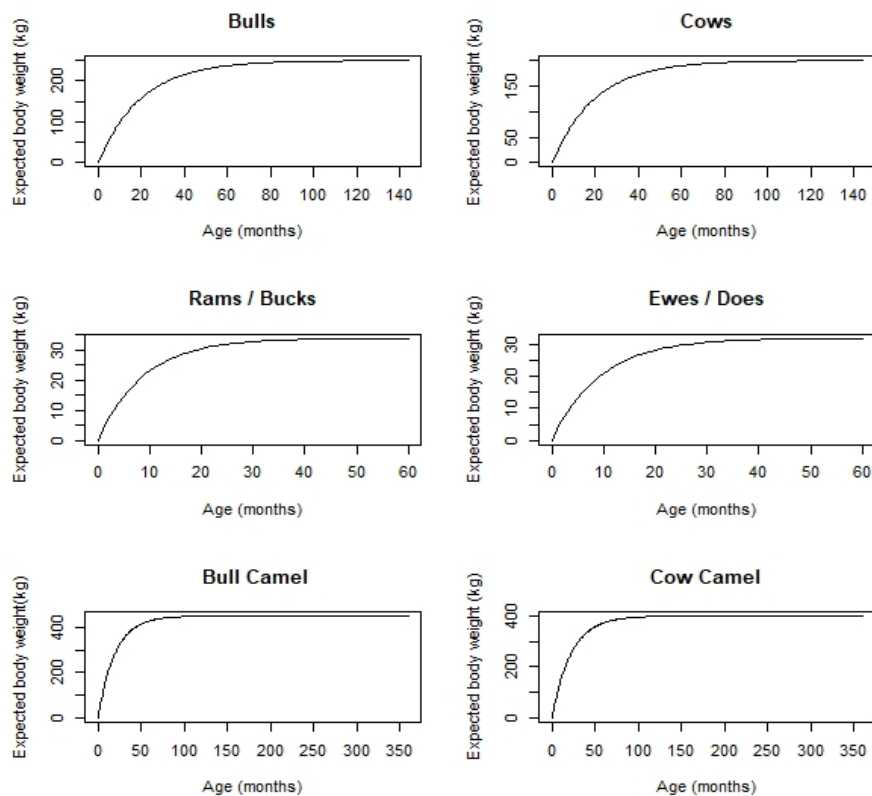 Bulls
Expected body weight (kg)
0 100 200
0 20 40 60 80 100 120 140
Age (months)
Cows
Expected body weight (kg)
0 50 150
0 20 40 60 80 100 120 140
Age (months)
Rams / Bucks
Expected body weight (kg)
0 10 20 30
0 10 20 30 40 50 60
Age (months)
Ewes / Does
Expected body weight (kg)
0 10 20 30
0 10 20 30 40 50 60
Age (months)
Bull Camel
Expected body weight(kg)
0 200 400
0 50 100 150 200 250 300 350
Age (months)
Cow Camel
Expected body weight (kg)
0 200 400
0 50 100 150 200 250 300 350
Age (months)